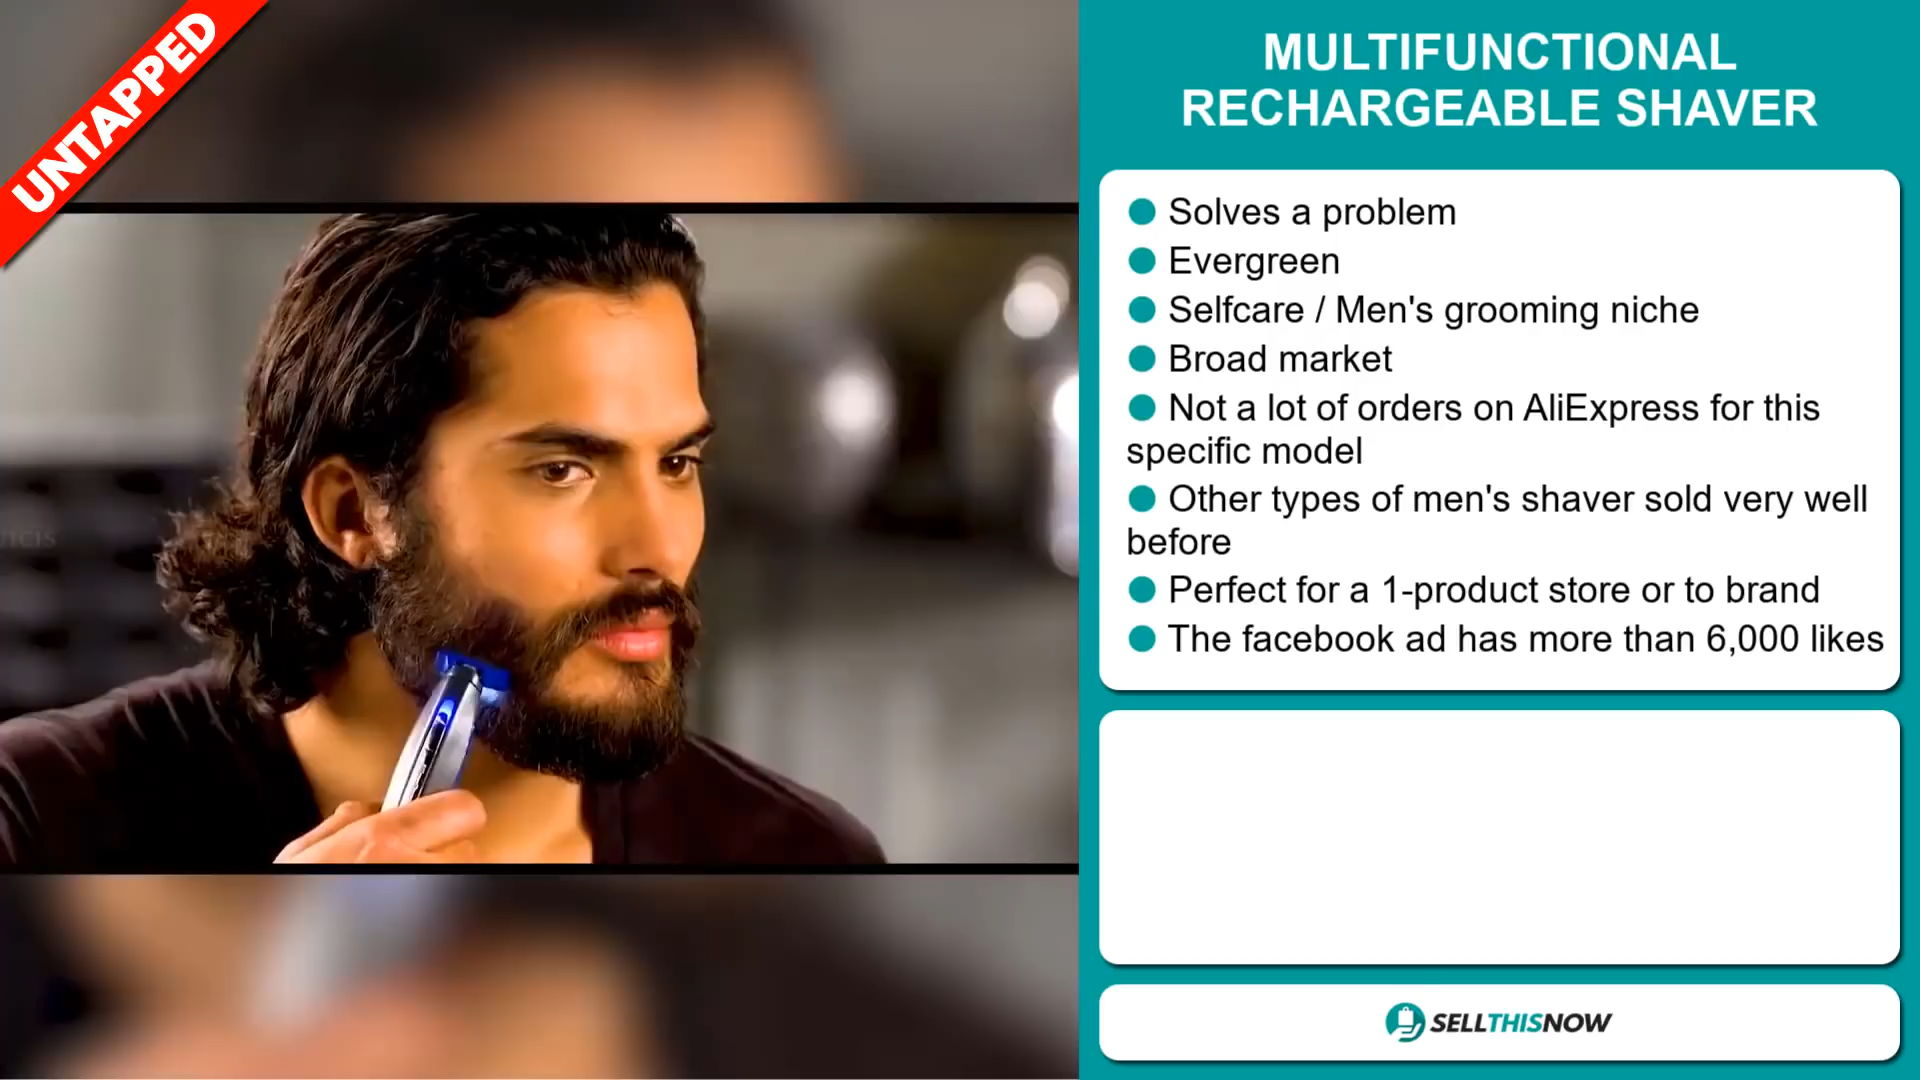 UNTAPPED
MULTIFUNCTIONAL
RECHARGEABLE SHAVER
● Solves a problem
● Evergreen
● Selfcare / Men's grooming niche
● Broad market
● Not a lot of orders on AliExpress for this
specific model
● Other types of men's shaver sold very well
before
● Perfect for a 1-product store or to brand
● The facebook ad has more than 6,000 likes
SELLTHISNOW